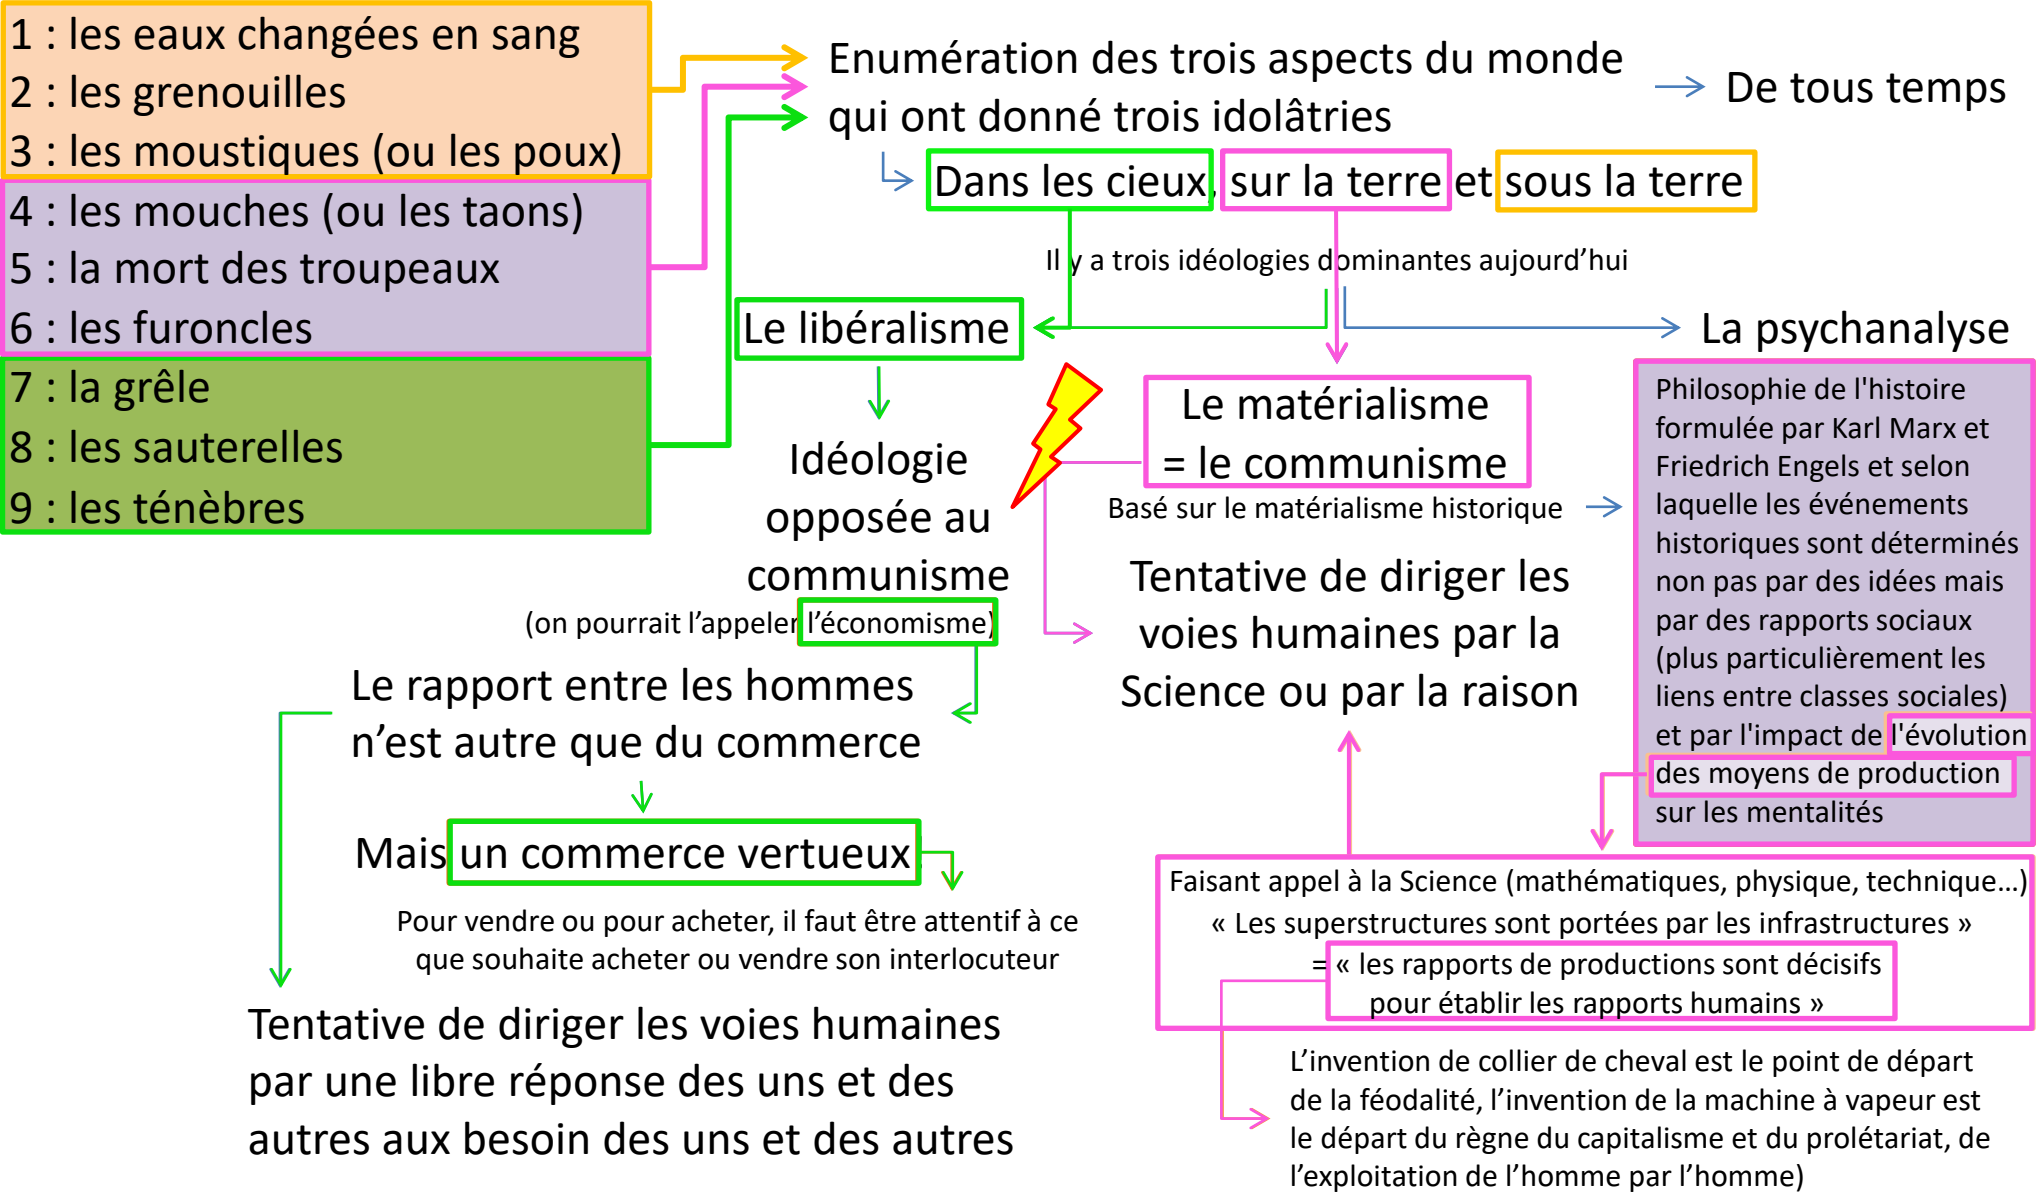 1 : les eaux changées en sang
2 : les grenouilles
3 : les moustiques (ou les poux)
4 : les mouches (ou les taons)
5 : la mort des troupeaux
6 : les furoncles
7 : la grêle
8 : les sauterelles
9 : les ténèbres
Enumération des trois aspects du monde
qui ont donné trois idolâtries
De tous temps
Dans les cieux, sur la terre et sous la terre
Il y a trois idéologies dominantes aujourd’hui
Le libéralisme
La psychanalyse
Le matérialisme
= le communisme
Basé sur le matérialisme historique
Idéologie
opposée au
communisme
(on pourrait l’appeler l’économisme)
Le rapport entre les hommes
n’est autre que du commerce
Mais un commerce vertueux
Pour vendre ou pour acheter, il faut être attentif à ce
que souhaite acheter ou vendre son interlocuteur
Tentative de diriger les voies humaines
par une libre réponse des uns et des
autres aux besoin des uns et des autres
Tentative de diriger les
voies humaines par la
Science ou par la raison
Philosophie de l'histoire
formulée par Karl Marx et
Friedrich Engels et selon
laquelle les événements
historiques sont déterminés
non pas par des idées mais
par des rapports sociaux
(plus particulièrement les
liens entre classes sociales)
et par l'impact de l'évolution
des moyens de production
sur les mentalités
Faisant appel à la Science (mathématiques, physique, technique...)
« Les superstructures sont portées par les infrastructures »
= « les rapports de productions sont décisifs
pour établir les rapports humains »
L’invention de collier de cheval est le point de départ
de la féodalité, l’invention de la machine à vapeur est
le départ du règne du capitalisme et du prolétariat, de
l’exploitation de l’homme par l’homme)